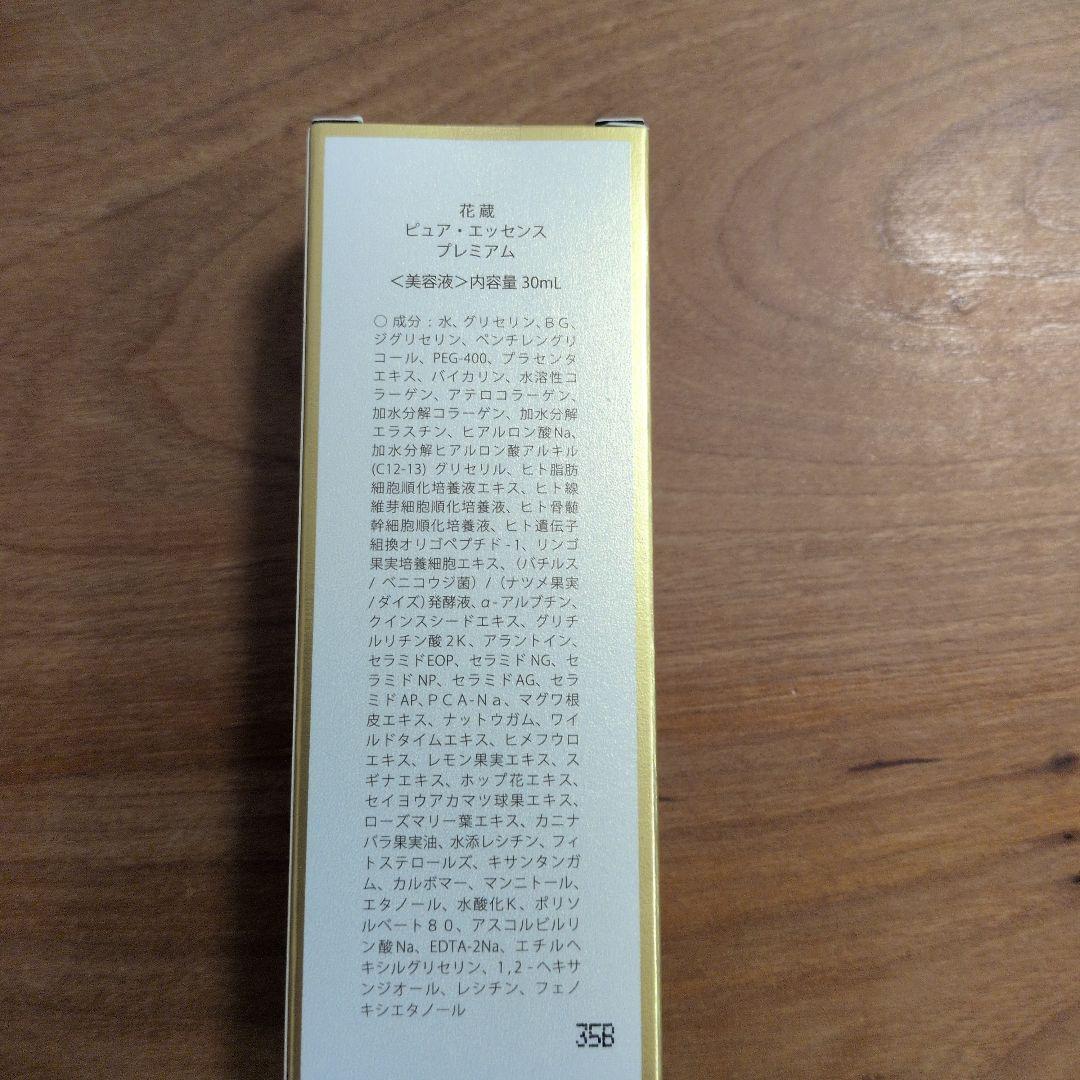 花蔵
ピュア・エッセンス
プレミアム
＜美容液＞内容量 30mL
○ 成分：水、グリセリン、ＢＧ、
ジグリセリン、ペンチレングリ
コール、PEG-400、プラセンタ
エキス、バイカリン、水溶性コ
ラーゲン、アテロコラーゲン、
加水分解コラーゲン、加水分解
エラスチン、ヒアルロン酸Na、
加水分解ヒアルロン酸アルキル
(C12-13) グリセリル、ヒト脂肪
細胞順化培養液エキス、ヒト線
維芽細胞順化培養液、ヒト骨髄
幹細胞順化培養液、ヒト遺伝子
組換オリゴペプチド-1、リンゴ
果実培養細胞エキス、（バチルス
/ ベニコウジ菌）/（ナツメ果実
/ダイズ）発酵液、α-アルブチン、
クインスシードエキス、グリチ
ルリチン酸 2Ｋ、アラントイン、
セラミドEOP、セラミド NG、セ
ラミド NP、セラミド AG、セラ
ミド AP、ＰＣＡ-Ｎａ、マグワ根
皮エキス、ナットウガム、ワイ
ルドタイムエキス、ヒメフウロ
エキス、レモン果実エキス、ス
ギナエキス、ホップ花エキス、
セイヨウアカマツ球果エキス、
ローズマリー葉エキス、カニナ
バラ果実油、水添レシチン、フィ
トステロールズ、キサンタンガ
ム、カルボマー、マンニトール、
エタノール、水酸化K、ポリソ
ルベート８０、アスコルビルリ
ン酸Na、EDTA-2Na、エチルヘ
キシルグリセリン、1,2-ヘキサ
ンジオール、レシチン、フェノ
キシエタノール
35B